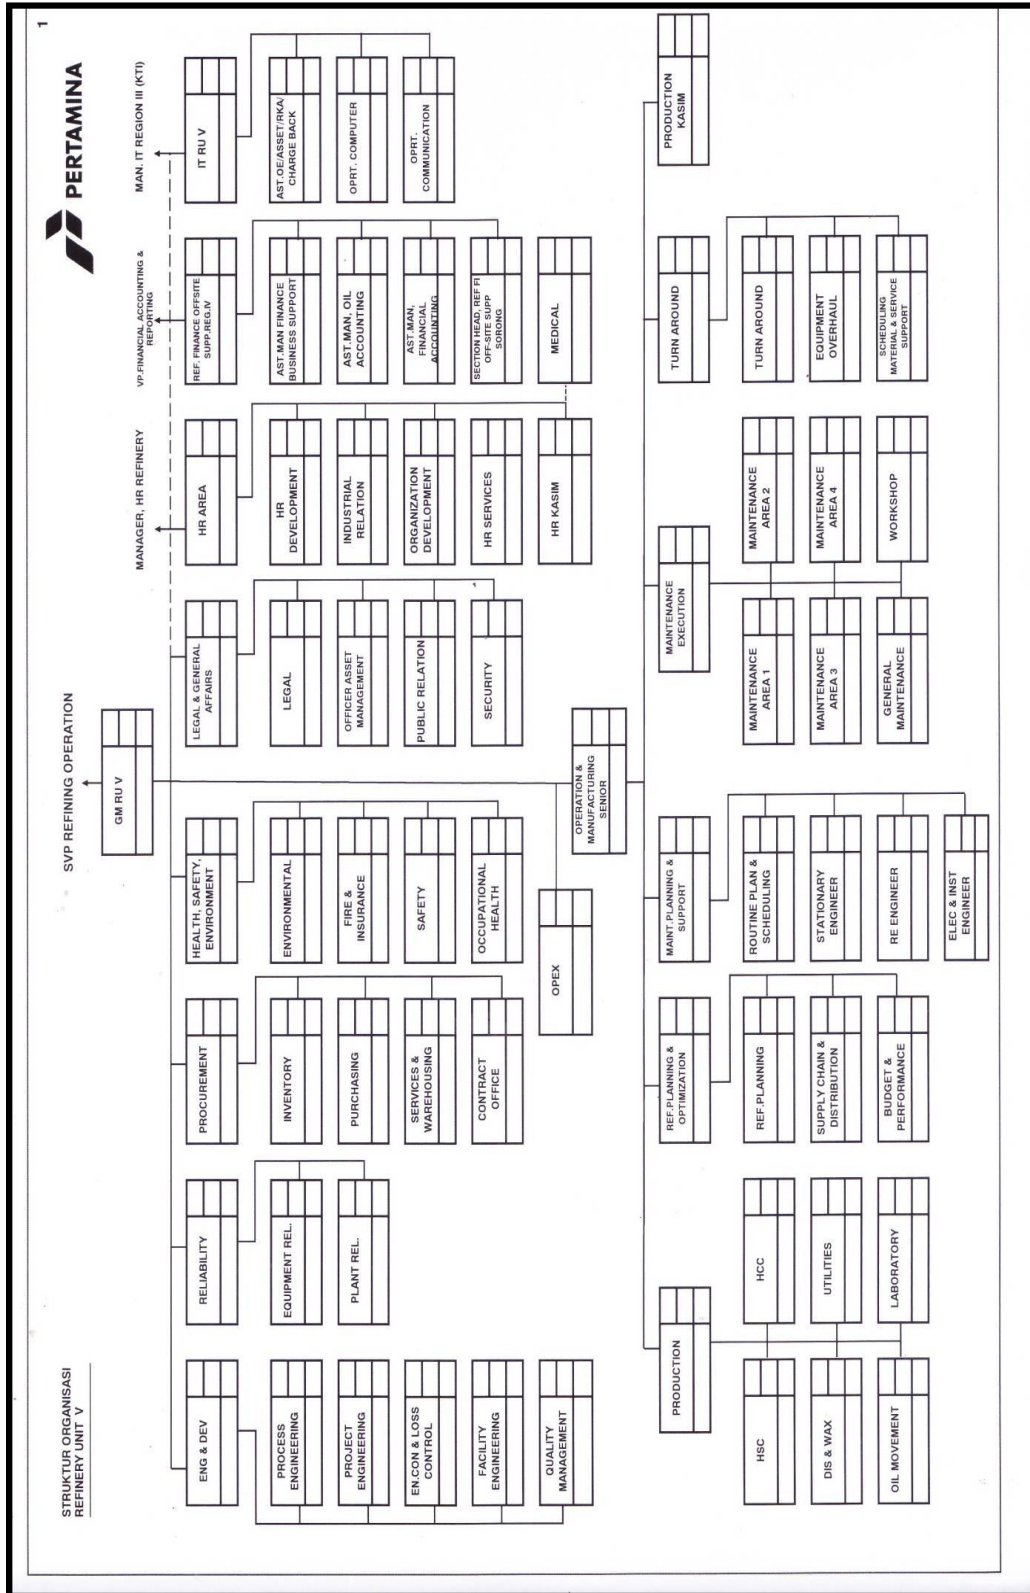 1
PERTAMINA
STRUKTUR ORGANISASI
REFINERY UNIT V
SVP REFINING OPERATION
MANAGER, HR REFINERY
VP.FINANCIAL ACCOUNTING &
REPORTING
MAN. IT REGION III (KTI)
GM RU V
ENG & DEV
PROCESS
ENGINEERING
PROJECT
ENGINEERING
EN.CON & LOSS
CONTROL
FACILITY
ENGINEERING
QUALITY
MANAGEMENT
RELIABILITY
EQUIPMENT REL.
PLANT REL.
PROCUREMENT
INVENTORY
PURCHASING
SERVICES &
WAREHOUSING
CONTRACT
OFFICE
HEALTH, SAFETY,
ENVIRONMENT
ENVIRONMENTAL
FIRE &
INSURANCE
SAFETY
OCCUPATIONAL
HEALTH
LEGAL & GENERAL
AFFAIRS
LEGAL
OFFICER ASSET
MANAGEMENT
PUBLIC RELATION
SECURITY
HR AREA
HR
DEVELOPMENT
INDUSTRIAL
RELATION
ORGANIZATION
DEVELOPMENT
HR SERVICES
HR KASIM
REF. FINANCE OFFSITE
SUPP.REG.IV
AST.MAN FINANCE
BUSINESS SUPPORT
AST.MAN, OIL
ACCOUNTING
AST.MAN,
FINANCIAL
ACCOUNTING
SECTION HEAD, REF FI
OFF-SITE SUPP
SORONG
MEDICAL
IT RU V
AST.OE/ASSET/RKA/
CHARGE BACK
OPRT. COMPUTER
OPRT.
COMMUNICATION
OPEX
OPERATION &
MANUFACTURING
SENIOR
PRODUCTION
HSC
HCC
DIS & WAX
UTILITIES
OIL MOVEMENT
LABORATORY
REF.PLANNING &
OPTIMIZATION
REF.PLANNING
SUPPLY CHAIN &
DISTRIBUTION
BUDGET &
PERFORMANCE
MAINT.PLANNING &
SUPPORT
ROUTINE PLAN &
SCHEDULING
STATIONARY
ENGINEER
RE ENGINEER
ELEC & INST
ENGINEER
MAINTENANCE
EXECUTION
MAINTENANCE
AREA 1
MAINTENANCE
AREA 2
MAINTENANCE
AREA 3
MAINTENANCE
AREA 4
GENERAL
MAINTENANCE
WORKSHOP
TURN AROUND
TURN AROUND
EQUIPMENT
OVERHAUL
SCHEDULING
MATERIAL & SERVICE
SUPPORT
PRODUCTION
KASIM